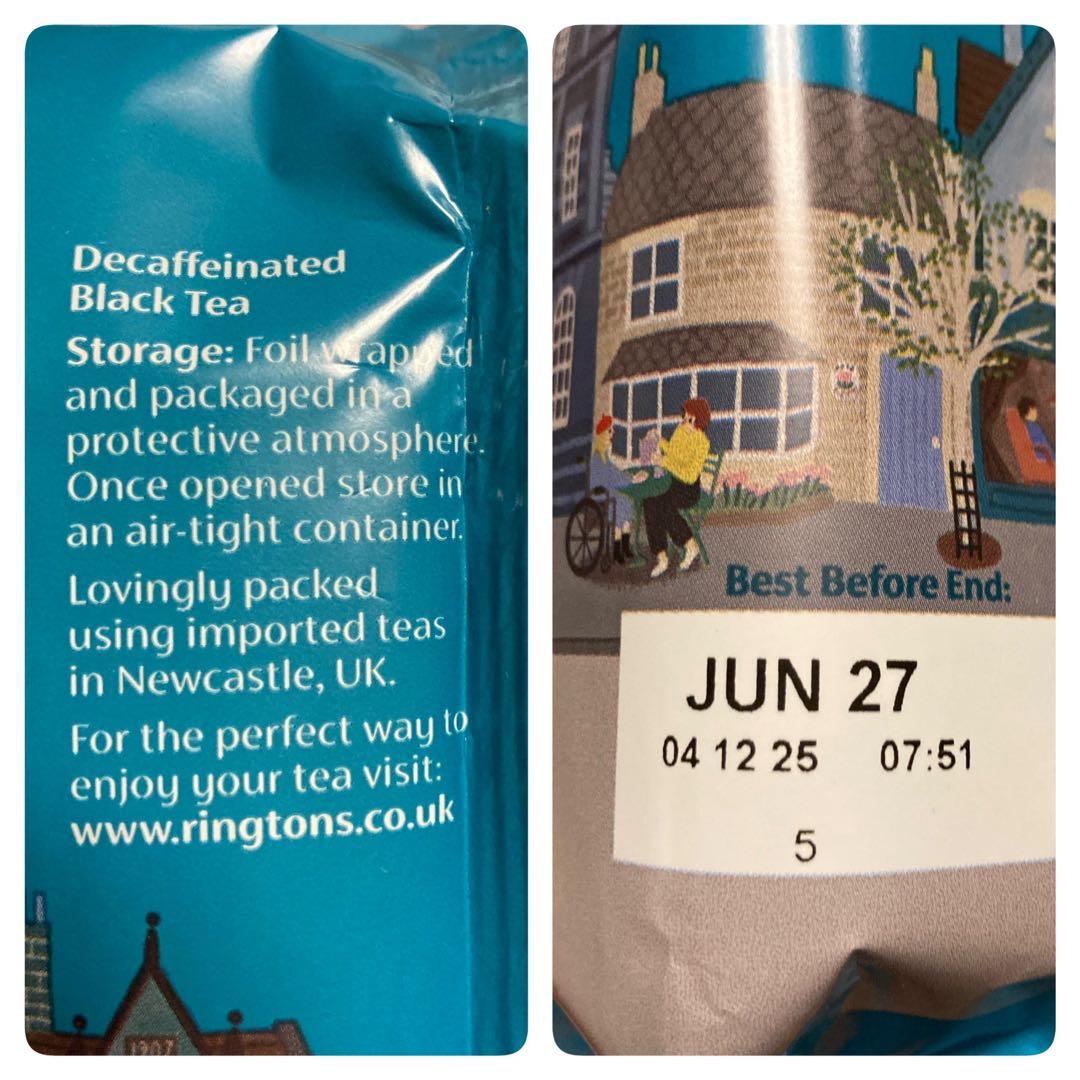 Decaffeinated
Black Tea
Storage: Foil wrapped
and packaged in a
protective atmosphere.
Once opened store in
an air-tight container.
Lovingly packed
using imported teas
in Newcastle, UK.
For the perfect way to
enjoy your tea visit:
www.ringtons.co.uk
1907
Best Before End:
JUN 27
04 12 25 07:51
5